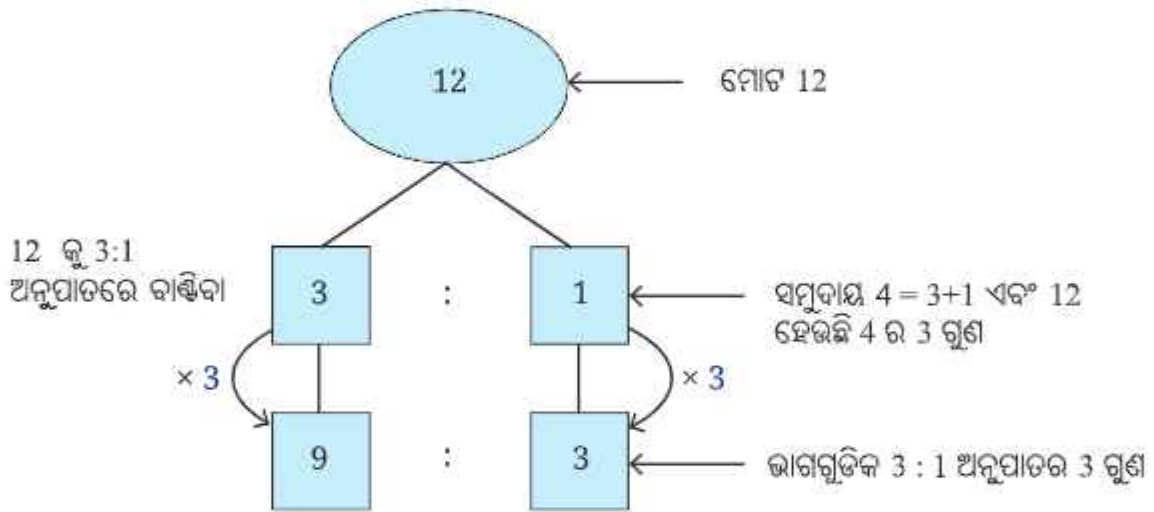 12
ମୋଟ 12
12 କୁ 3:1
ଅନୁପାତରେ ବାଣ୍ଟିବା
3 : 1
ସମୁଦାୟ 4 = 3+1 ଏବଂ 12
ହେଉଛି 4 ର 3 ଗୁଣ
× 3 × 3
9 : 3
ଭାଗଗୁଡିକ 3 : 1 ଅନୁପାତର 3 ଗୁଣ